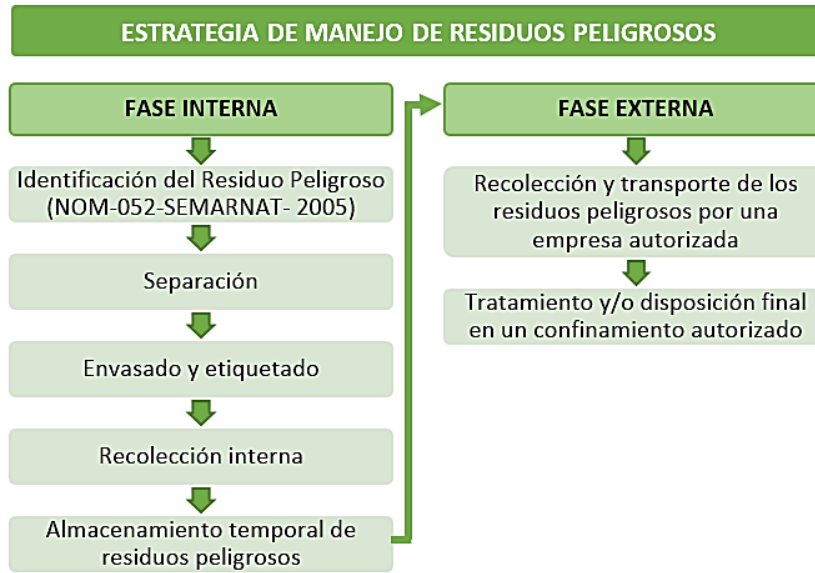 ESTRATEGIA DE MANEJO DE RESIDUOS PELIGROSOS
FASE INTERNA
Identificación del Residuo Peligroso
(NOM-052-SEMARNAT- 2005)
Separación
Envasado y etiquetado
Recolección interna
Almacenamiento temporal de
residuos peligrosos
FASE EXTERNA
Recolección y transporte de los
residuos peligrosos por una
empresa autorizada
Tratamiento y/o disposición final
en un confinamiento autorizado